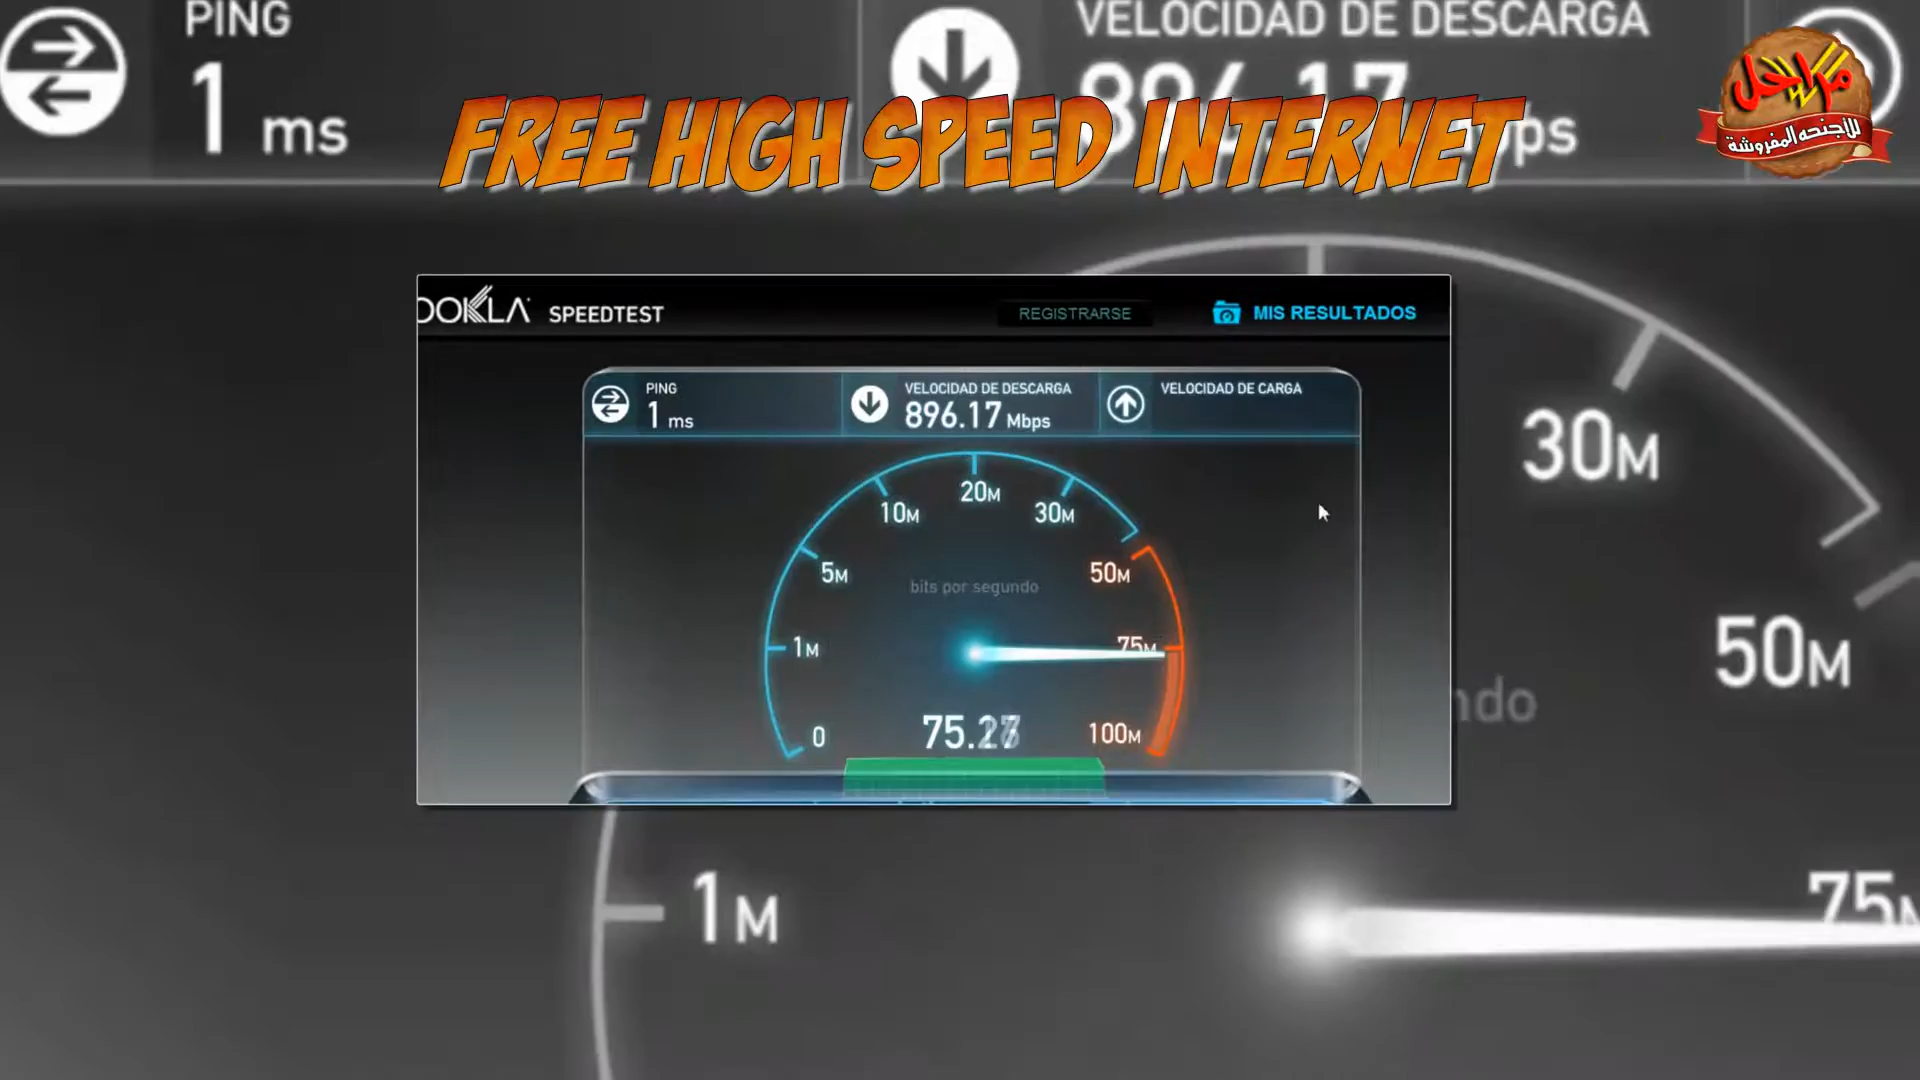 PING
1 ms
VELOCIDAD DE DESCARGA
FREE HIGH SPEED INTERNET
مراحل
للأجنحه المفروشة
OOKLA SPEEDTEST
REGISTRARSE
MIS RESULTADOS
PING
1 ms
VELOCIDAD DE DESCARGA
896.17 Mbps
VELOCIDAD DE CARGA
20M
10M
30M
5M
50M
bits por segundo
1M
75M
0
75.
100M
30M
50M
ndo
1M
75M